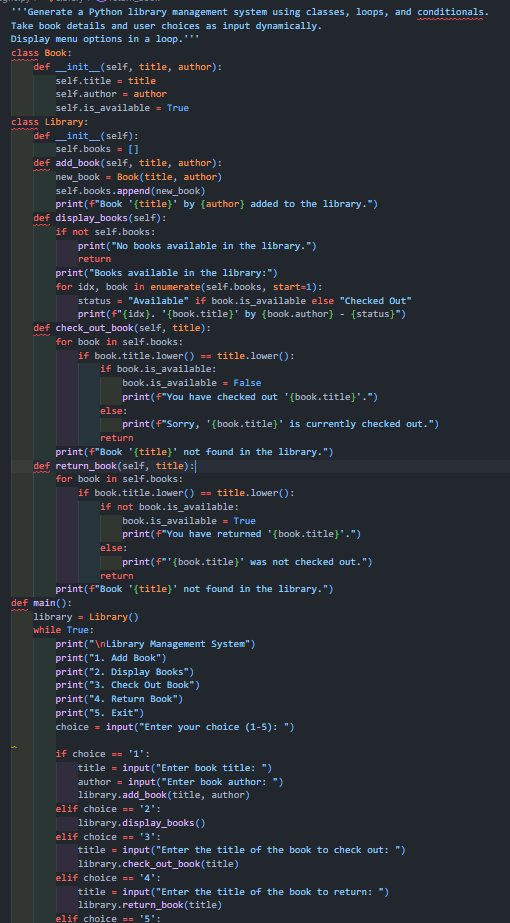 '''Generate a Python library management system using classes, loops, and conditionals.
Take book details and user choices as input dynamically.
Display menu options in a loop.'''
class Book:
    def __init__(self, title, author):
        self.title = title
        self.author = author
        self.is_available = True
class Library:
    def __init__(self):
        self.books = []
    def add_book(self, title, author):
        new_book = Book(title, author)
        self.books.append(new_book)
        print(f"Book '{title}' by {author} added to the library.")
    def display_books(self):
        if not self.books:
            print("No books available in the library.")
            return
        print("Books available in the library:")
        for idx, book in enumerate(self.books, start=1):
            status = "Available" if book.is_available else "Checked Out"
            print(f"{idx}. '{book.title}' by {book.author} - {status}")
    def check_out_book(self, title):
        for book in self.books:
            if book.title.lower() == title.lower():
                if book.is_available:
                    book.is_available = False
                    print(f"You have checked out '{book.title}'.")
                else:
                    print(f"Sorry, '{book.title}' is currently checked out.")
                return
        print(f"Book '{title}' not found in the library.")
    def return_book(self, title):
        for book in self.books:
            if book.title.lower() == title.lower():
                if not book.is_available:
                    book.is_available = True
                    print(f"You have returned '{book.title}'.")
                else:
                    print(f"'{book.title}' was not checked out.")
                return
        print(f"Book '{title}' not found in the library.")
def main():
    library = Library()
    while True:
        print("\nLibrary Management System")
        print("1. Add Book")
        print("2. Display Books")
        print("3. Check Out Book")
        print("4. Return Book")
        print("5. Exit")
        choice = input("Enter your choice (1-5): ")
        if choice == '1':
            title = input("Enter book title: ")
            author = input("Enter book author: ")
            library.add_book(title, author)
        elif choice == '2':
            library.display_books()
        elif choice == '3':
            title = input("Enter the title of the book to check out: ")
            library.check_out_book(title)
        elif choice == '4':
            title = input("Enter the title of the book to return: ")
            library.return_book(title)
        elif choice == '5':